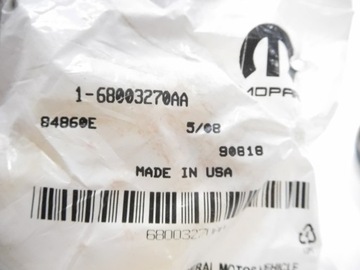 MOPAR
1-68003270AA
84860E 5/08
90818
MADE IN USA